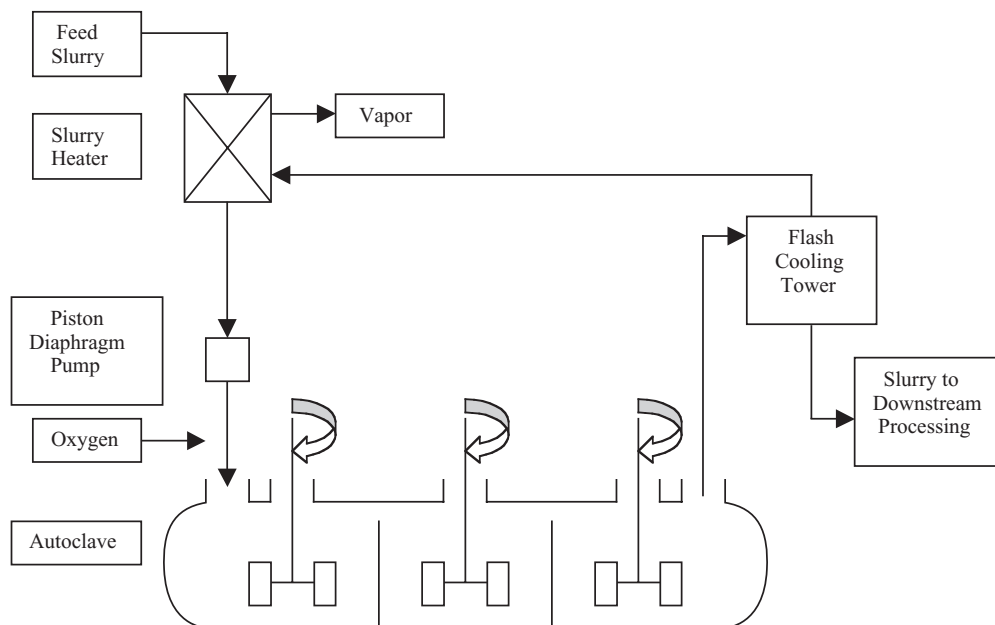 Feed
Slurry
Vapor
Slurry
Heater
Flash
Cooling
Tower
Piston
Diaphragm
Pump
Slurry to
Downstream
Processing
Oxygen
Autoclave